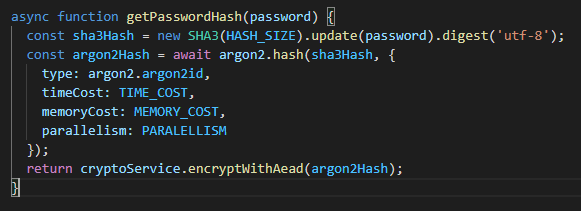 async function getPasswordHash(password) {
const sha3Hash = new SHA3(HASH_SIZE).update(password).digest('utf-8');
const argon2Hash = await argon2.hash(sha3Hash, {
type: argon2.argon2id,
timeCost: TIME_COST,
memoryCost: MEMORY_COST,
parallelism: PARALELLISM
});
return cryptoService.encryptWithAead(argon2Hash);
}